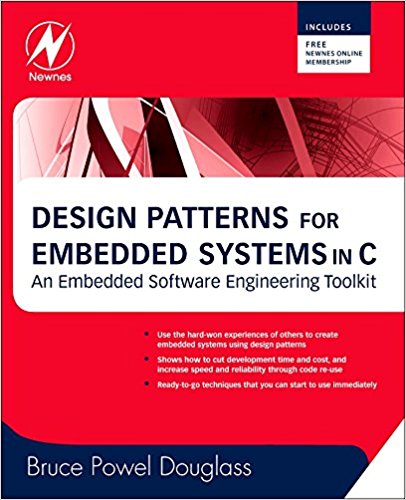 Newnes
INCLUDES
FREE
NEWNES ONLINE
MEMBERSHIP
DESIGN PATTERNS FOR
EMBEDDED SYSTEMS IN C
An Embedded Software Engineering Toolkit
• Use the hard-won experiences of others to create
embedded systems using design patterns
• Shows how to cut development time and cost, and
increase speed and reliability through code re-use
• Ready-to-go techniques that you can start to use immediately
Bruce Powel Douglass